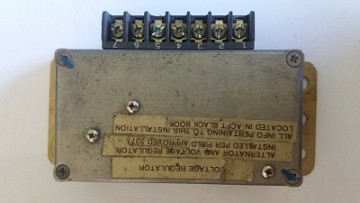 VOLTAGE REGULATOR
ALTERNATOR AND VOLTAGE REGULATOR
INSTALLED PER FIELD APPROVED 337
ALL INFO PERTAINING TO THIS INSTALLATION
LOCATED IN ACFT BLACK BOOK
1 2 3 4 5 6 7